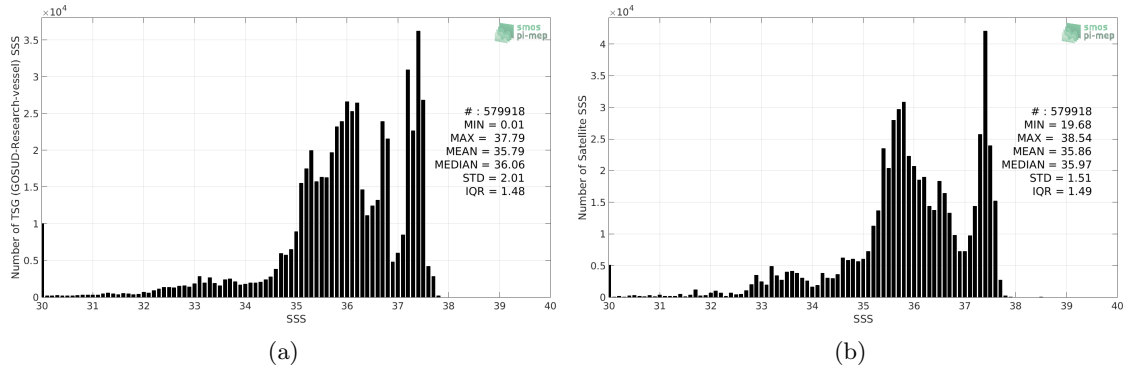 ×10⁴
3.5
3
2.5
2
1.5
1
0.5
0
30 31 32 33 34 35 36 37 38 39 40
SSS
Number of TSG (GOSUD-Research-vessel) SSS
smos
pi-mep
# : 579918
MIN = 0.01
MAX = 37.79
MEAN = 35.79
MEDIAN = 36.06
STD = 2.01
IQR = 1.48
(a)
×10⁴
4
3.5
3
2.5
2
1.5
1
0.5
0
30 31 32 33 34 35 36 37 38 39 40
SSS
Number of Satellite SSS
smos
pi-mep
# : 579918
MIN = 19.68
MAX = 38.54
MEAN = 35.86
MEDIAN = 35.97
STD = 1.51
IQR = 1.49
(b)